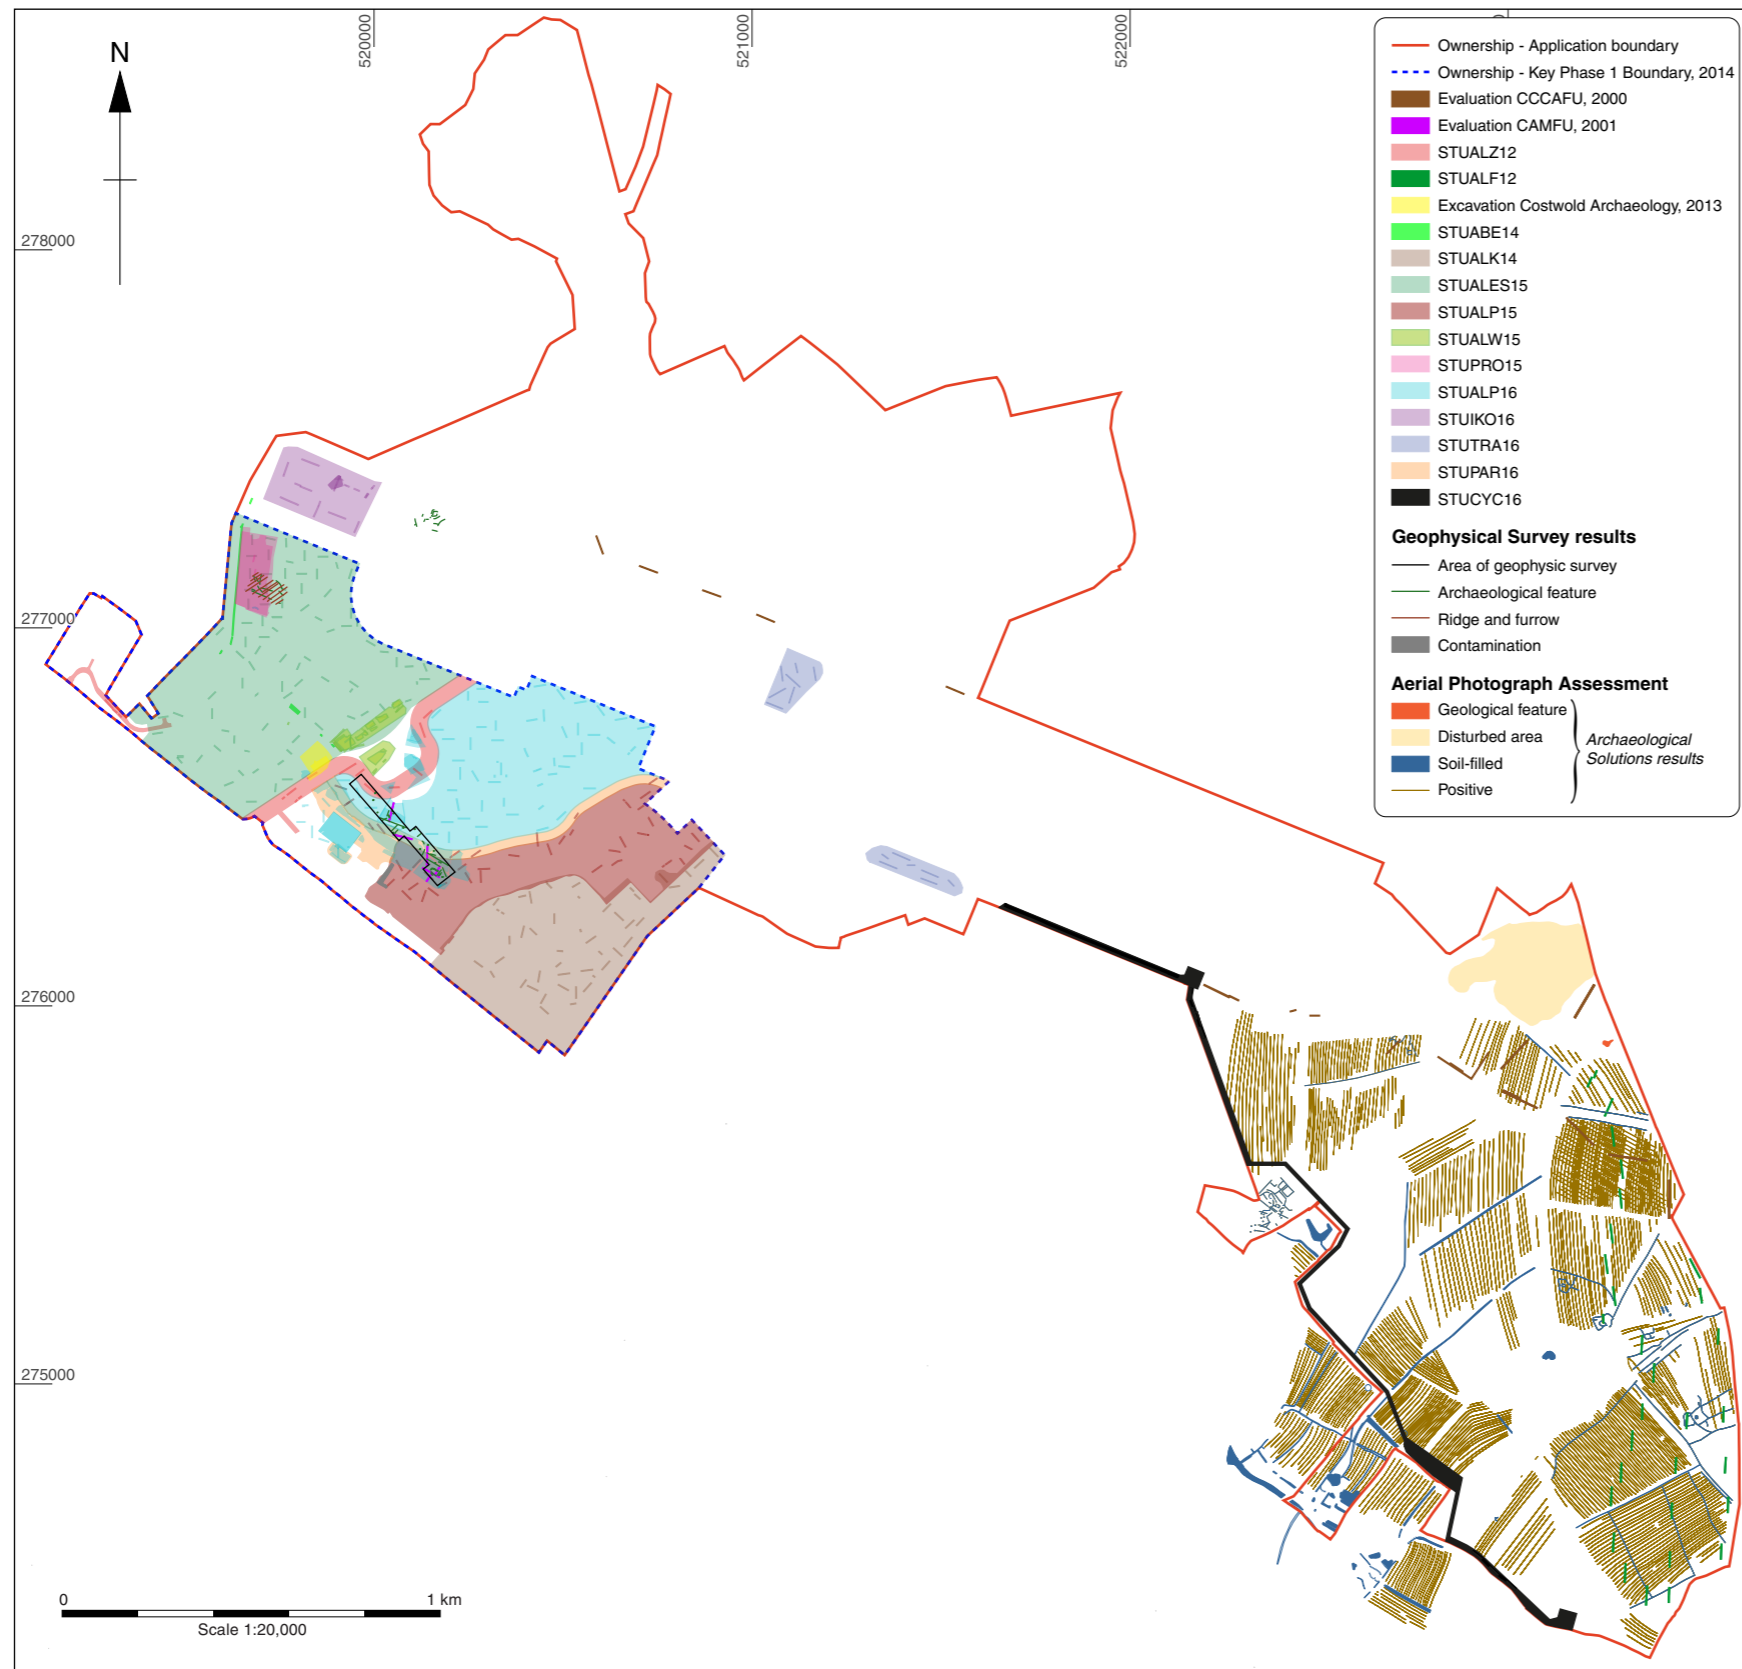 520000
521000
522000
N
278000
277000
276000
275000
Ownership - Application boundary
Ownership - Key Phase 1 Boundary, 2014
Evaluation CCCAFU, 2000
Evaluation CAMFU, 2001
STUALZ12
STUALF12
Excavation Costwold Archaeology, 2013
STUABE14
STUALK14
STUALES15
STUALP15
STUALW15
STUPRO15
STUALP16
STUIKO16
STUTRA16
STUPAR16
STUCYC16
Geophysical Survey results
Area of geophysic survey
Archaeological feature
Ridge and furrow
Contamination
Aerial Photograph Assessment
Geological feature
Disturbed area
Soil-filled
Positive
Archaeological
Solutions results
0 1 km
Scale 1:20,000